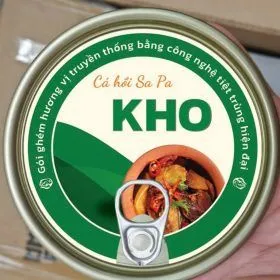 Gói ghém hương vị truyền thống bằng công nghệ tiệt trùng hiện đại
Cá hồi Sa Pa
KHO